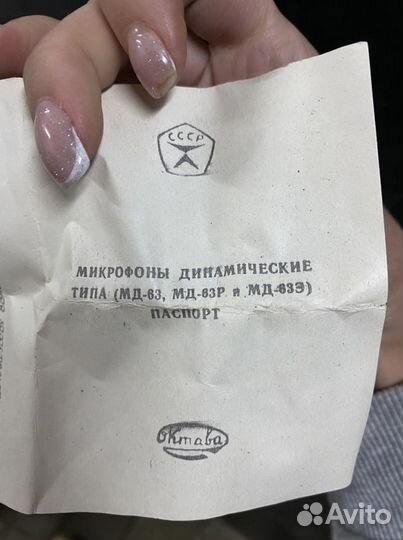 СССР
МИКРОФОНЫ ДИНАМИЧЕСКИЕ
ТИПА (МД-63, МД-63Р и МД-63Э)
ПАСПОРТ
Октава
Avito